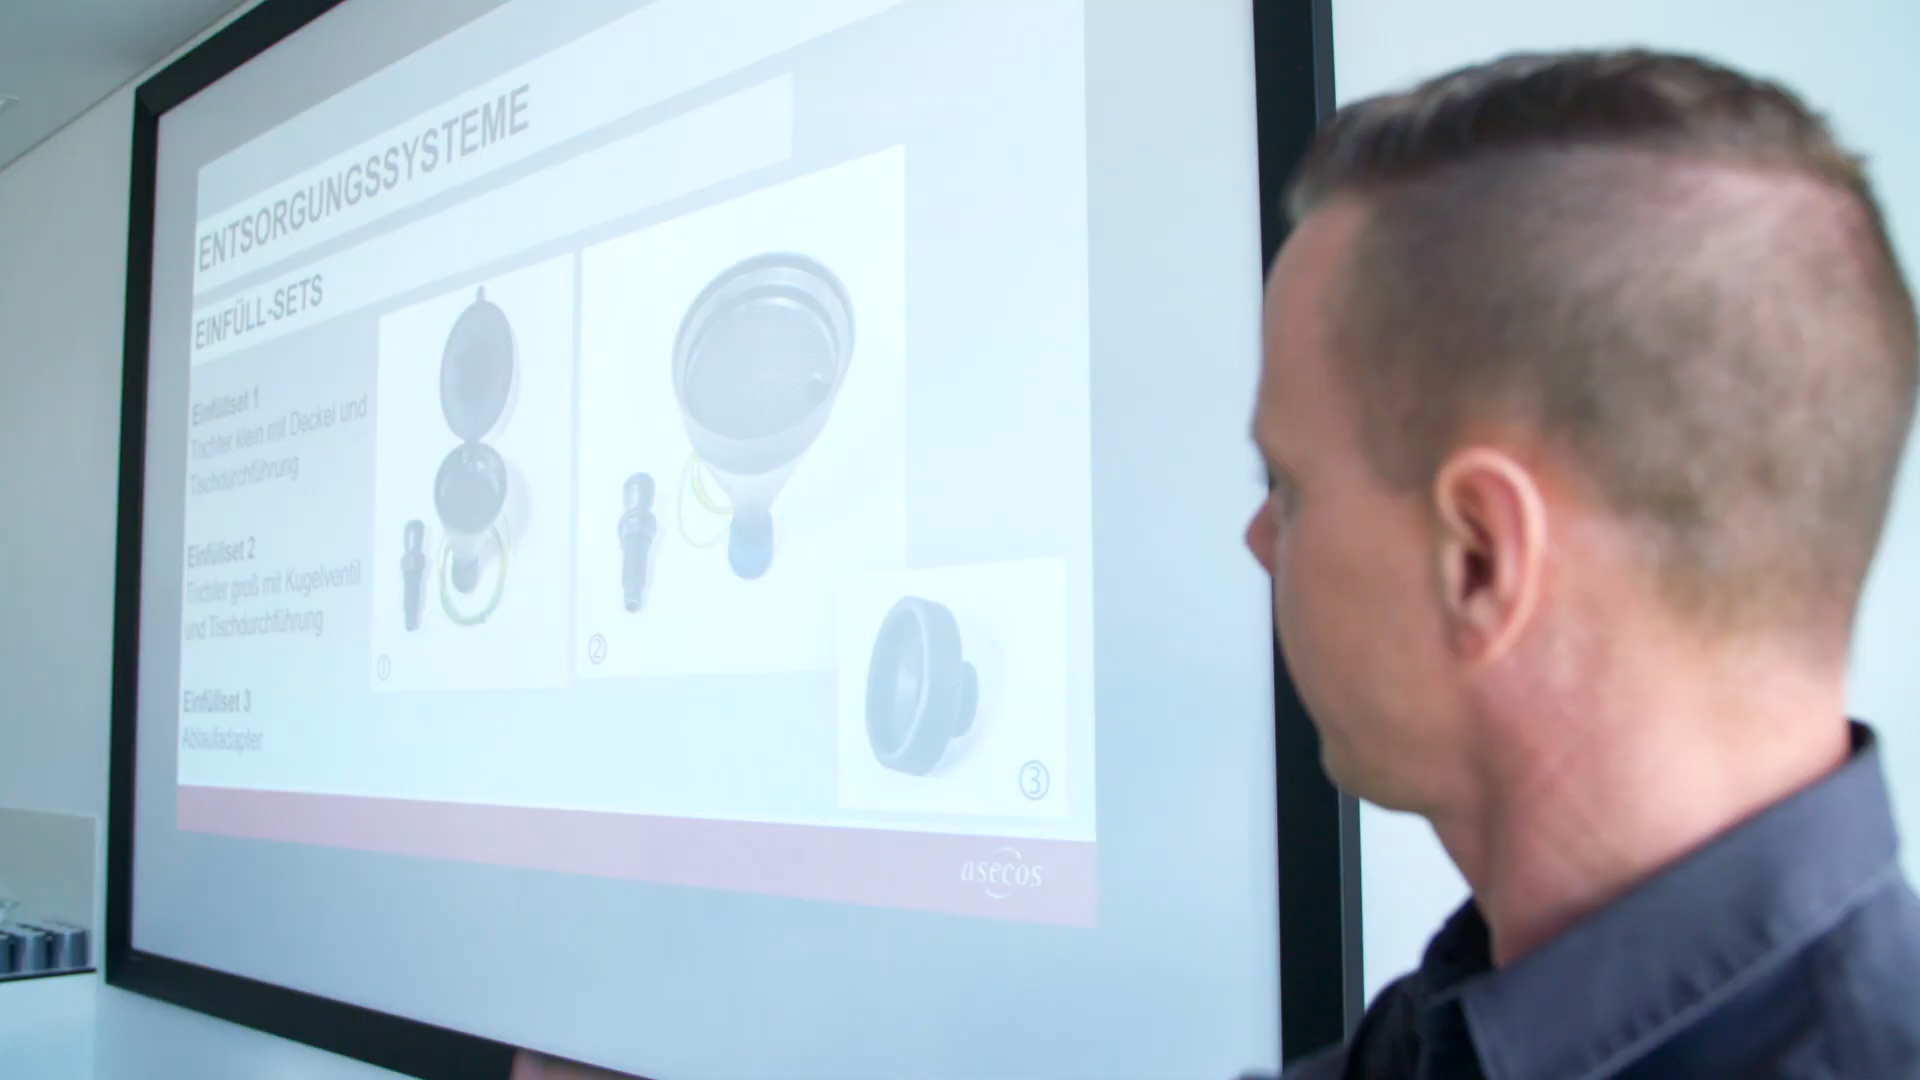 ENTSORGUNGSSYSTEME
EINFÜLL-SETS
Einfüllset 1
Trichter klein mit Deckel und
Tischdurchführung
Einfüllset 2
Trichter groß mit Kugelventil
und Tischdurchführung
Einfüllset 3
Ablaufadapter
①
②
③
asecos